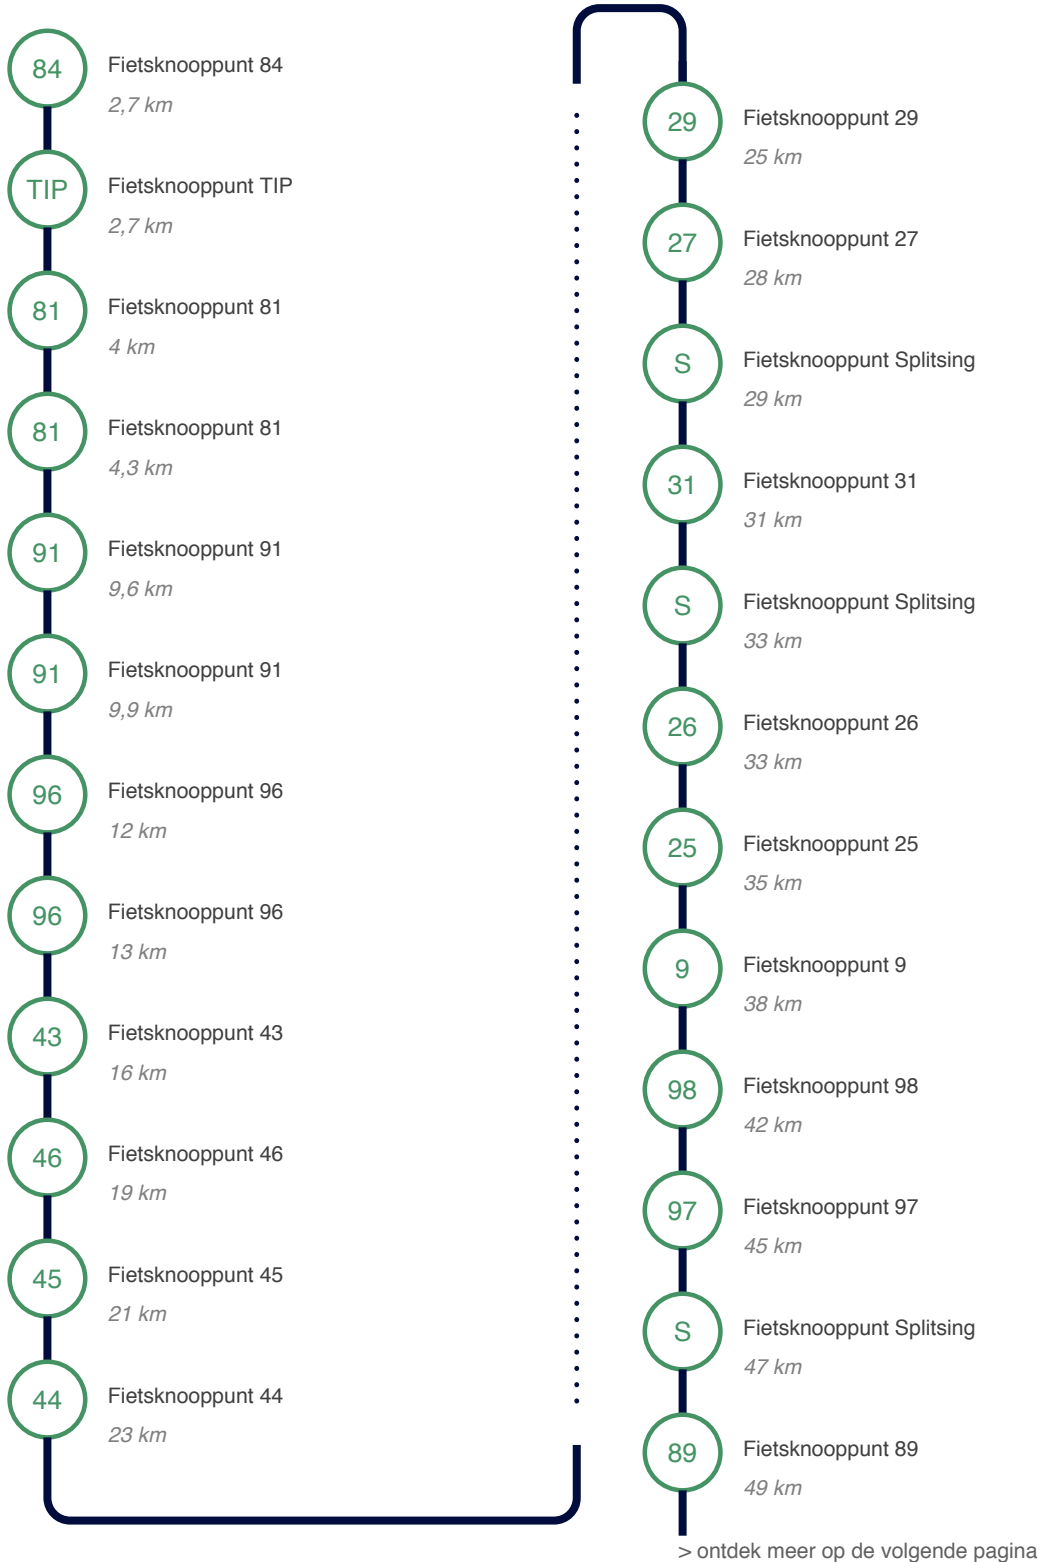 84
Fietsknooppunt 84
2,7 km
TIP
Fietsknooppunt TIP
2,7 km
81
Fietsknooppunt 81
4 km
81
Fietsknooppunt 81
4,3 km
91
Fietsknooppunt 91
9,6 km
91
Fietsknooppunt 91
9,9 km
96
Fietsknooppunt 96
12 km
96
Fietsknooppunt 96
13 km
43
Fietsknooppunt 43
16 km
46
Fietsknooppunt 46
19 km
45
Fietsknooppunt 45
21 km
44
Fietsknooppunt 44
23 km
29
Fietsknooppunt 29
25 km
27
Fietsknooppunt 27
28 km
S
Fietsknooppunt Splitsing
29 km
31
Fietsknooppunt 31
31 km
S
Fietsknooppunt Splitsing
33 km
26
Fietsknooppunt 26
33 km
25
Fietsknooppunt 25
35 km
9
Fietsknooppunt 9
38 km
98
Fietsknooppunt 98
42 km
97
Fietsknooppunt 97
45 km
S
Fietsknooppunt Splitsing
47 km
89
Fietsknooppunt 89
49 km
> ontdek meer op de volgende pagina